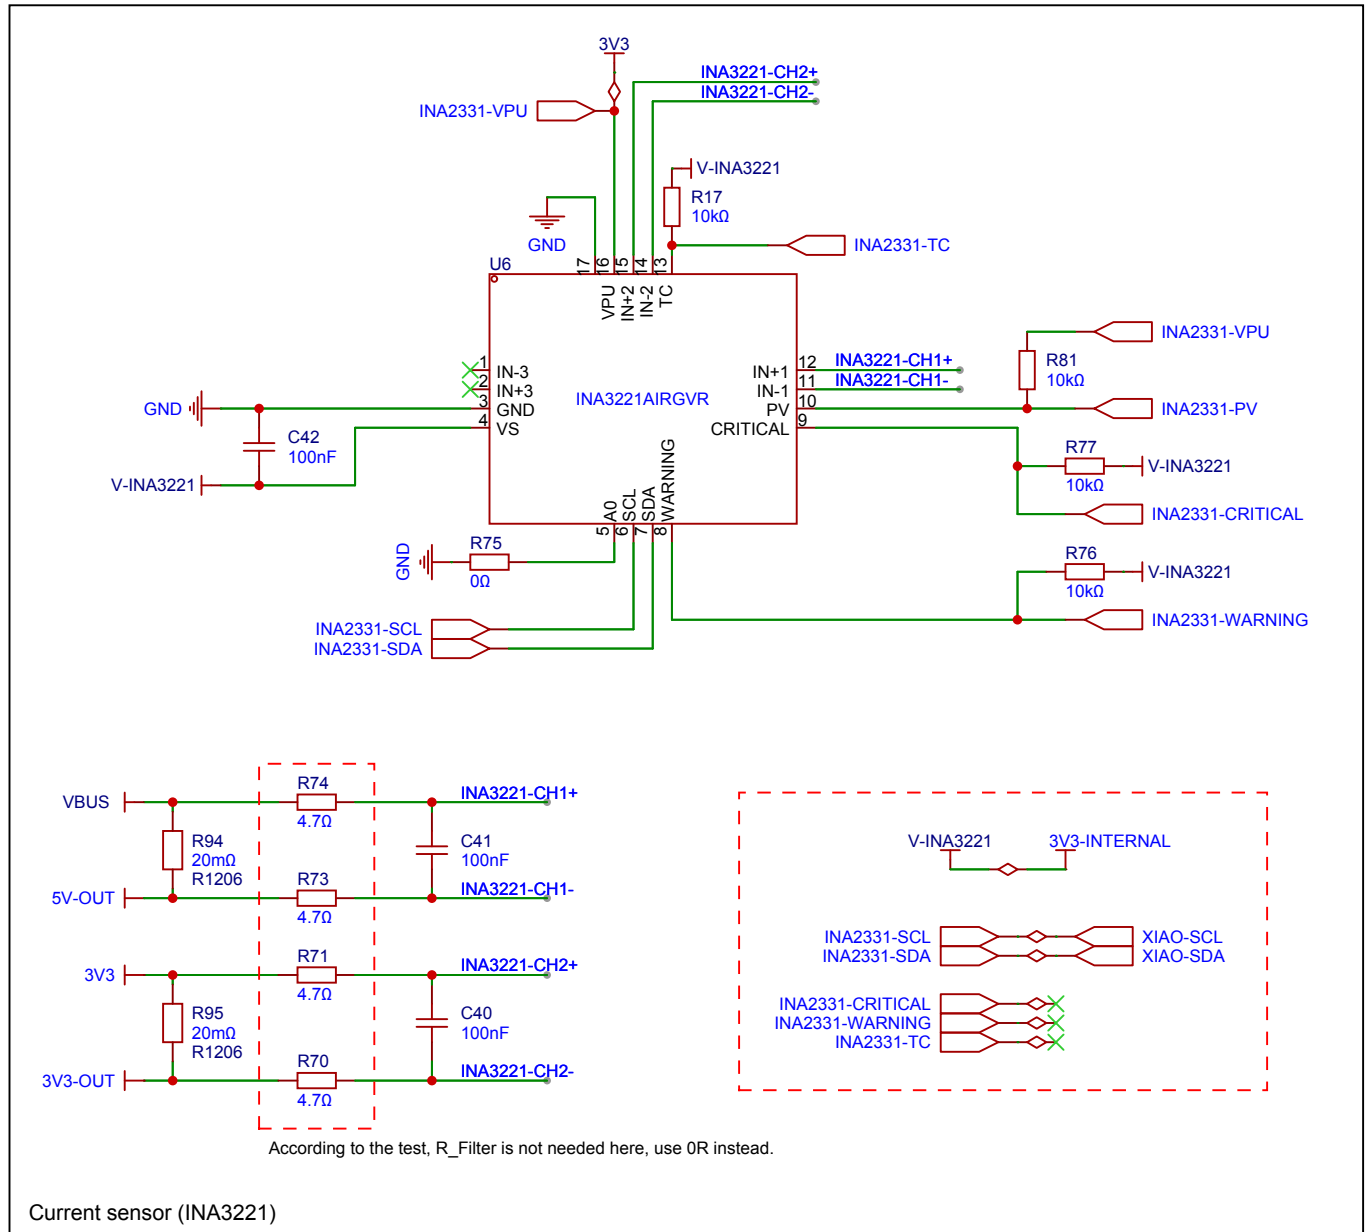 3V3
INA3221-CH2+
INA3221-CH2-
INA2331-VPU
V-INA3221
R17
10kΩ
GND
INA2331-TC
U6
17
16
15
14
13
VPU
IN+2
IN-2
TC
INA2331-VPU
1
IN-3
2
IN+3
3
GND
4
VS
INA3221AIRGVR
IN+1
12
INA3221-CH1+
IN-1
11
INA3221-CH1-
PV
10
CRITICAL
9
R81
10kΩ
INA2331-PV
GND
C42
100nF
V-INA3221
R77
10kΩ
V-INA3221
INA2331-CRITICAL
A0
SCL
SDA
WARNING
5
6
7
8
GND
R75
0Ω
R76
10kΩ
V-INA3221
INA2331-WARNING
INA2331-SCL
INA2331-SDA
VBUS
R74
4.7Ω
INA3221-CH1+
R94
20mΩ
R1206
C41
100nF
5V-OUT
R73
4.7Ω
INA3221-CH1-
3V3
R71
4.7Ω
INA3221-CH2+
R95
20mΩ
R1206
C40
100nF
3V3-OUT
R70
4.7Ω
INA3221-CH2-
V-INA3221
3V3-INTERNAL
INA2331-SCL
XIAO-SCL
INA2331-SDA
XIAO-SDA
INA2331-CRITICAL
INA2331-WARNING
INA2331-TC
According to the test, R_Filter is not needed here, use 0R instead.
Current sensor (INA3221)